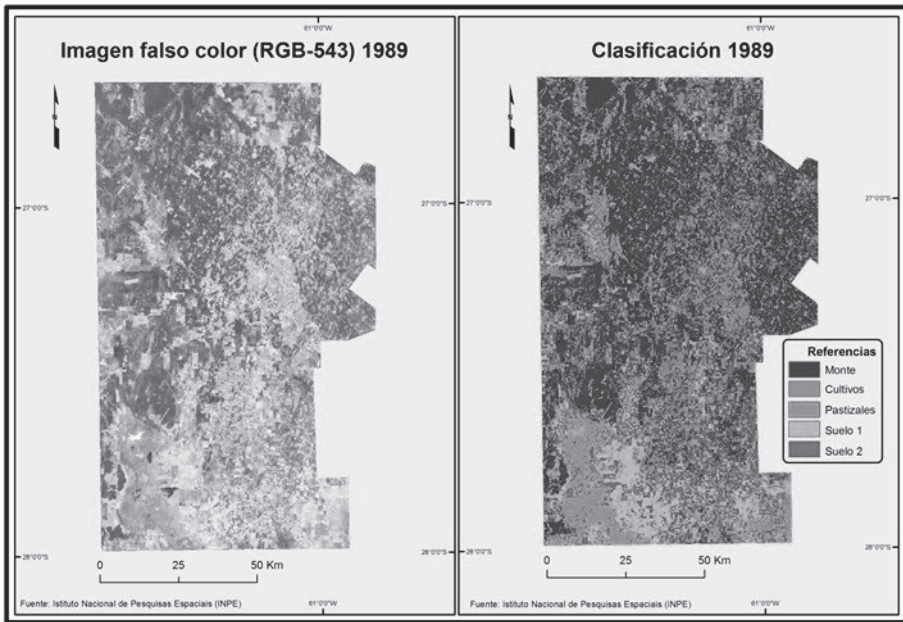 61°0'0"W
Imagen falso color (RGB-543) 1989
N
27°0'0"S
27°0'0"S
28°0'0"S
28°0'0"S
0 25 50 Km
Fuente: Istituto Nacional de Pesquisas Espaciais (INPE)
61°0'0"W
61°0'0"W
Clasificación 1989
N
27°0'0"S
Referencias
Monte
Cultivos
Pastizales
Suelo 1
Suelo 2
28°0'0"S
0 25 50 Km
Fuente: Istituto Nacional de Pesquisas Espaciais (INPE)
61°0'0"W